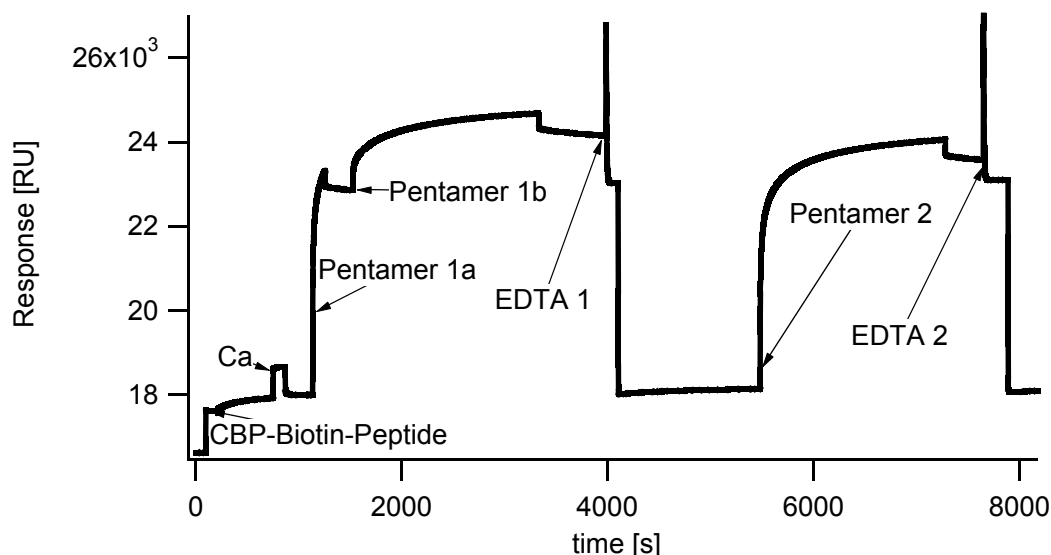 26x10³
24
22
20
18
Response [RU]
Pentamer 1b
Pentamer 1a
Pentamer 2
EDTA 1
EDTA 2
Ca
CBP-Biotin-Peptide
0
2000
4000
6000
8000
time [s]